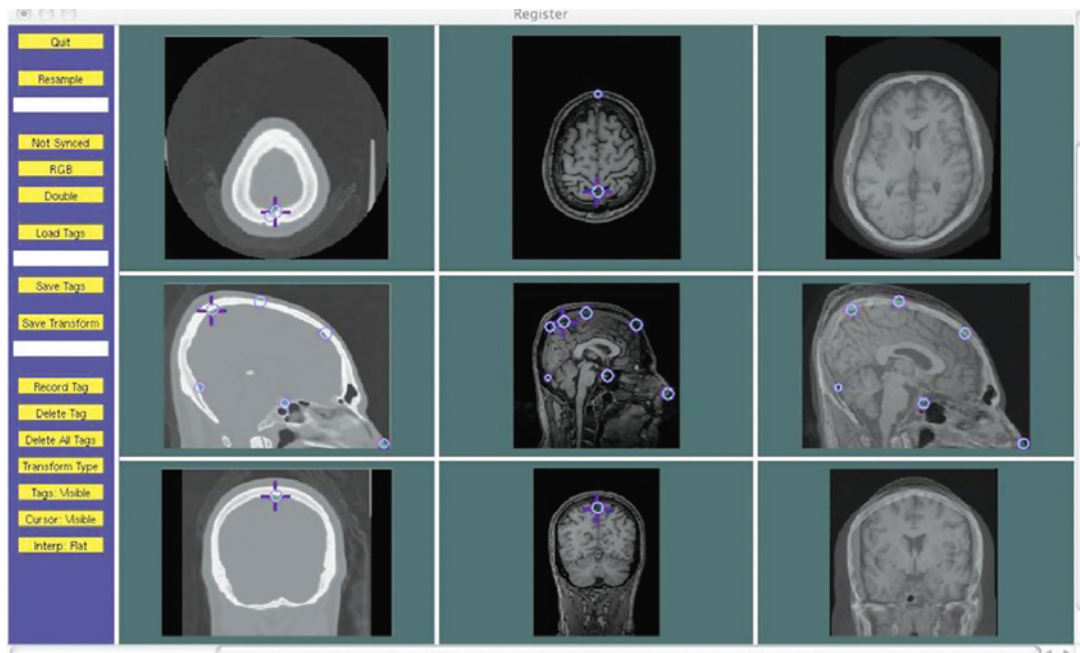 Register
Quit
Resample
Not Synced
RGB
Double
Load Tags
Save Tags
Save Transform
Record Tag
Delete Tag
Delete All Tags
Transform Type
Tags: Visible
Cursor: Visible
Interp: Flat